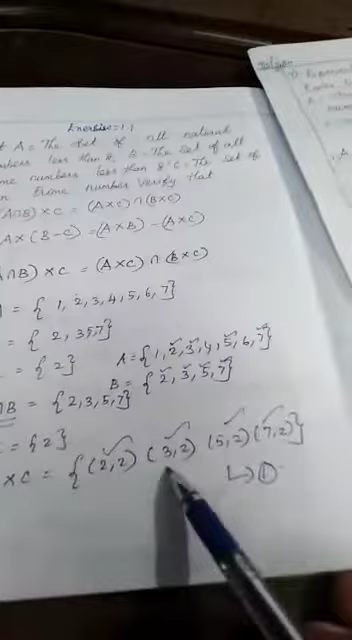 Exercise = 1.1
A = The set of all natural
less than 8, B = The set of all
numbers less than 8 C = The set of
Prime number verify that
(A∩B) × C = (A×C) ∩ (B×C)
A × (B - C) = (A×B) - (A×C)
∩B) × C = (A×C) ∩ (B×C)
= { 1, 2, 3, 4, 5, 6, 7}
= { 2, 3 5, 7}
= { 2 }
A = { 1, 2, 3, 4, 5, 6, 7}
B = { 2, 3, 5, 7}
∩B = { 2, 3, 5, 7}
= { 2 }
× C = { (2, 2) ( 3, 2) (5, 2) (7, 2) }
↳ ①